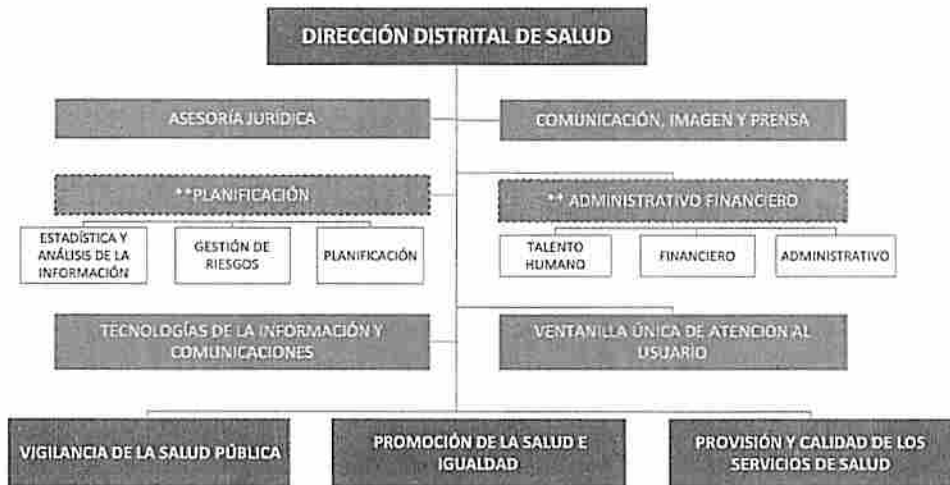 DIRECCIÓN DISTRITAL DE SALUD
ASESORÍA JURÍDICA
COMUNICACIÓN, IMAGEN Y PRENSA
**PLANIFICACIÓN
** ADMINISTRATIVO FINANCIERO
ESTADÍSTICA Y
ANÁLISIS DE LA
INFORMACIÓN
GESTIÓN DE
RIESGOS
PLANIFICACIÓN
TALENTO
HUMANO
FINANCIERO
ADMINISTRATIVO
TECNOLOGÍAS DE LA INFORMACIÓN Y
COMUNICACIONES
VENTANILLA ÚNICA DE ATENCION AL
USUARIO
VIGILANCIA DE LA SALUD PÚBLICA
PROMOCIÓN DE LA SALUD E
IGUALDAD
PROVISIÓN Y CALIDAD DE LOS
SERVICIOS DE SALUD